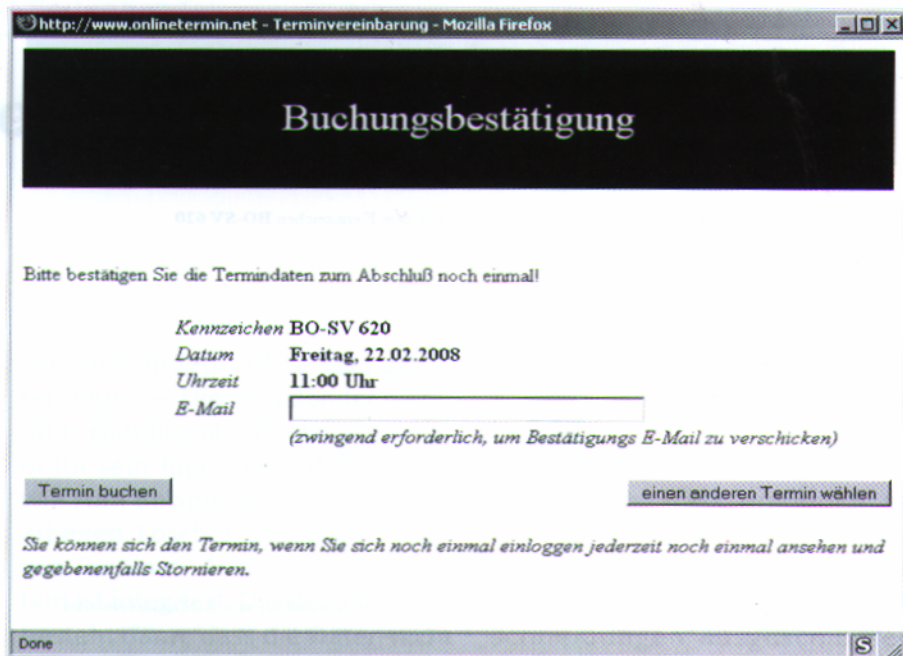 http://www.onlinetermin.net - Terminvereinbarung - Mozilla Firefox
Buchungsbestätigung
Bitte bestätigen Sie die Termindaten zum Abschluß noch einmal!
Kennzeichen BO-SV 620
Datum Freitag, 22.02.2008
Uhrzeit 11:00 Uhr
E-Mail
(zwingend erforderlich, um Bestätigungs E-Mail zu verschicken)
Termin buchen einen anderen Termin wählen
Sie können sich den Termin, wenn Sie sich noch einmal einloggen jederzeit noch einmal ansehen und
gegebenenfalls Stornieren.
Done S